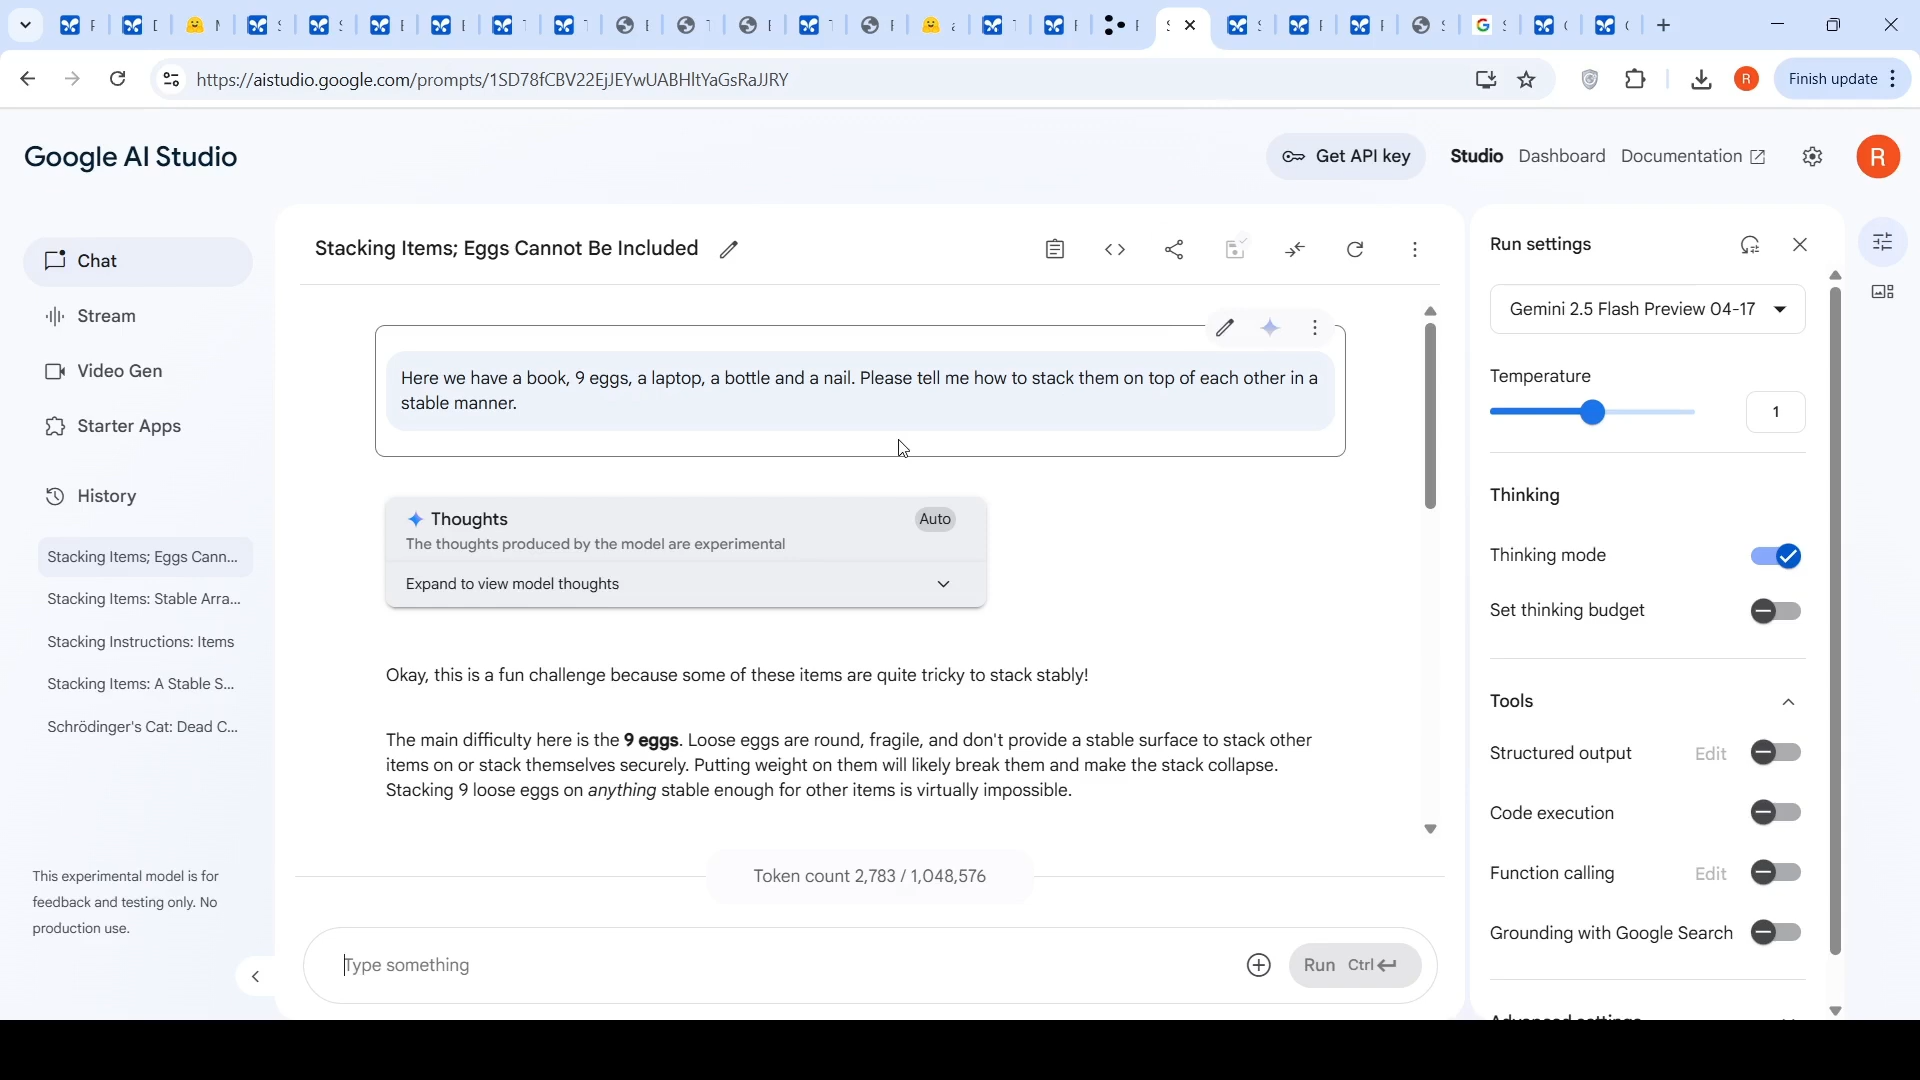 https://aistudio.google.com/prompts/1SD78fCBV22EjJEYwUABHltYaGsRaJJRY
R
Finish update
Google AI Studio
Get API key
Studio
Dashboard
Documentation
R
Chat
Stream
Video Gen
Starter Apps
History
Stacking Items; Eggs Cann...
Stacking Items: Stable Arra...
Stacking Instructions: Items
Stacking Items: A Stable S...
Schrödinger's Cat: Dead C...
This experimental model is for
feedback and testing only. No
production use.
Stacking Items; Eggs Cannot Be Included
Here we have a book, 9 eggs, a laptop, a bottle and a nail. Please tell me how to stack them on top of each other in a
stable manner.
Thoughts
Auto
The thoughts produced by the model are experimental
Expand to view model thoughts
Okay, this is a fun challenge because some of these items are quite tricky to stack stably!
The main difficulty here is the 9 eggs. Loose eggs are round, fragile, and don't provide a stable surface to stack other
items on or stack themselves securely. Putting weight on them will likely break them and make the stack collapse.
Stacking 9 loose eggs on anything stable enough for other items is virtually impossible.
Token count 2,783 / 1,048,576
Type something
Run Ctrl
Run settings
Gemini 2.5 Flash Preview 04-17
Temperature
1
Thinking
Thinking mode
Set thinking budget
Tools
Structured output Edit
Code execution
Function calling Edit
Grounding with Google Search
Advanced settings